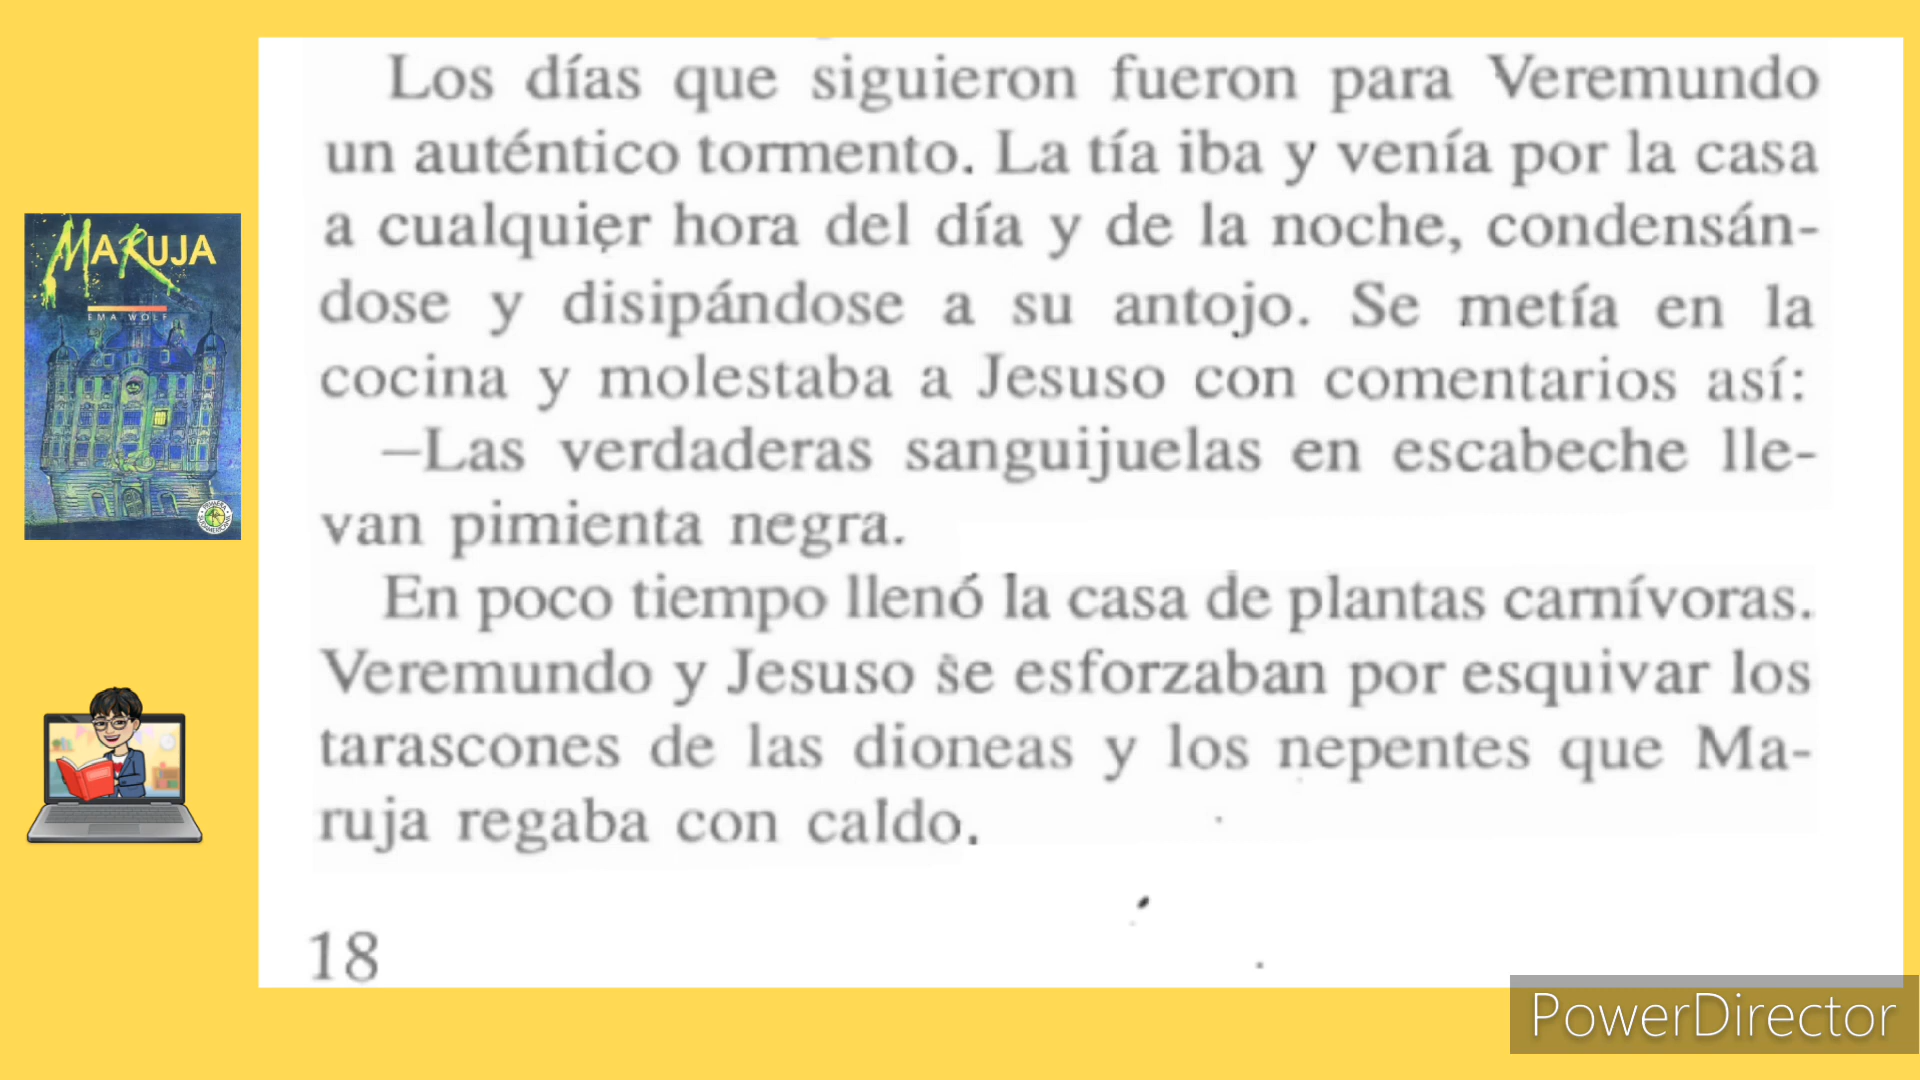 Los días que siguieron fueron para Veremundo
un auténtico tormento. La tía iba y venía por la casa
a cualquier hora del día y de la noche, condensán-
dose y disipándose a su antojo. Se metía en la
cocina y molestaba a Jesuso con comentarios así:
—Las verdaderas sanguijuelas en escabeche lle-
van pimienta negra.
En poco tiempo llenó la casa de plantas carnívoras.
Veremundo y Jesuso se esforzaban por esquivar los
tarascones de las dioneas y los nepentes que Ma-
ruja regaba con caldo.
18
MARUJA
EMA WOLF
PowerDirector